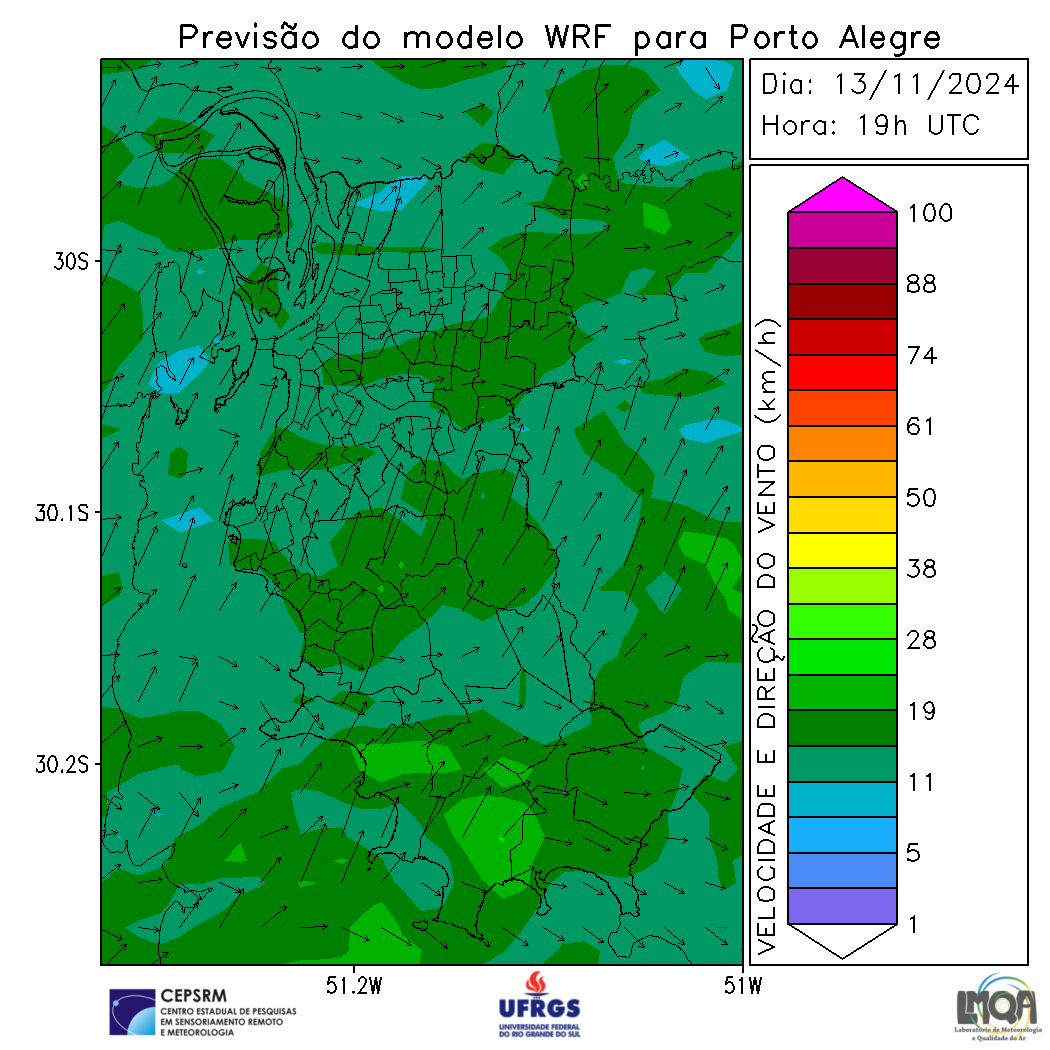 Previsão do modelo WRF para Porto Alegre
Dia: 13/11/2024
Hora: 19h UTC
30S
30.1S
30.2S
51.2W
51W
VELOCIDADE E DIREÇÃO DO VENTO (km/h)
100
88
74
61
50
38
28
19
11
5
1
CEPSRM
CENTRO ESTADUAL DE PESQUISAS
EM SENSORIAMENTO REMOTO
E METEOROLOGIA
UFRGS
UNIVERSIDADE FEDERAL
DO RIO GRANDE DO SUL
LMQA
Laboratório de Meteorologia
e Qualidade do Ar